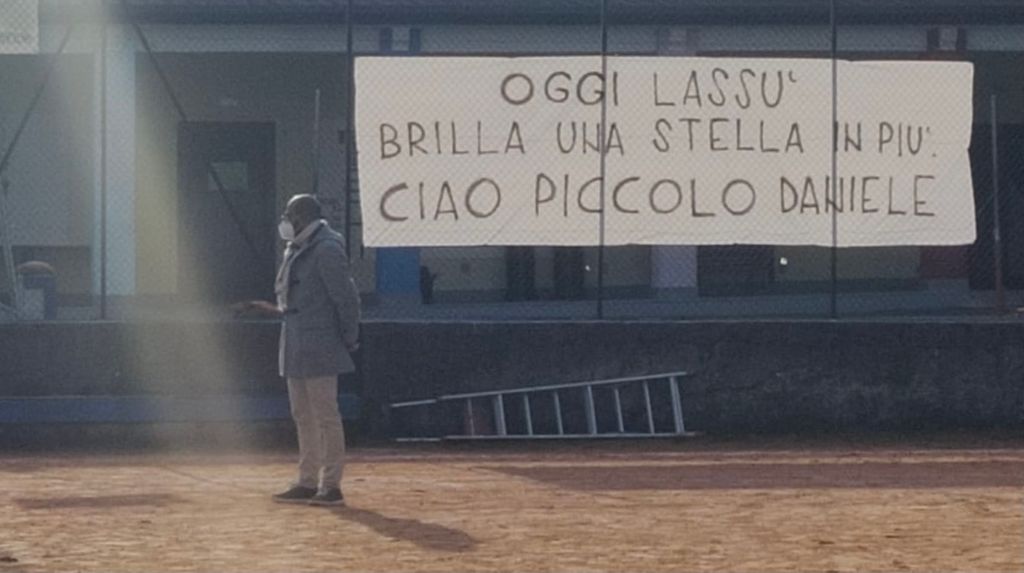 OGGI LASSU'
BRILLA UNA STELLA IN PIU'.
CIAO PICCOLO DANIELE